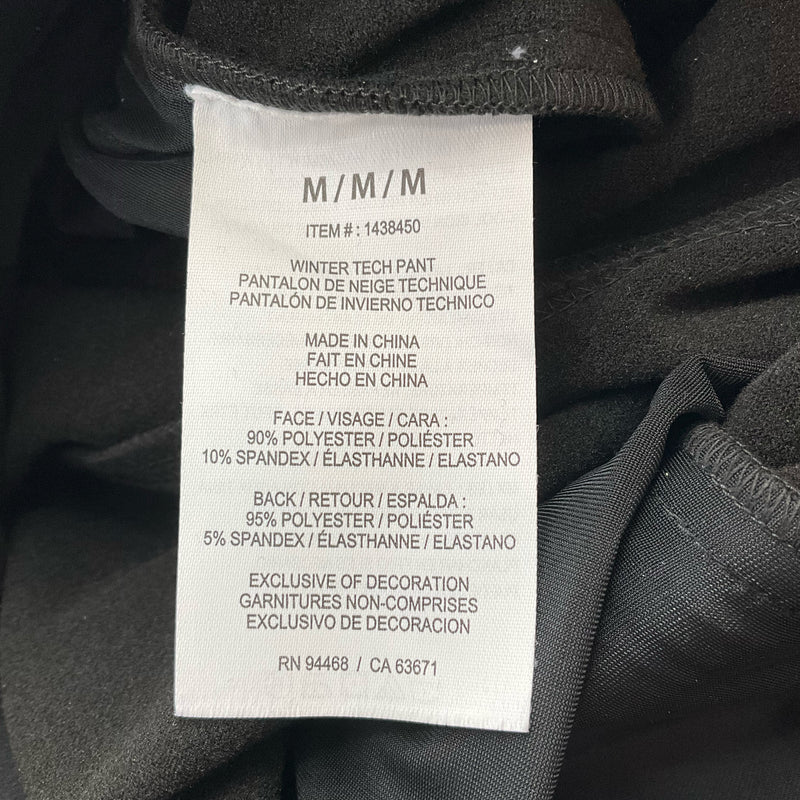 M/M/M
ITEM # : 1438450
WINTER TECH PANT
PANTALON DE NEIGE TECHNIQUE
PANTALÓN DE INVIERNO TECHNICO
MADE IN CHINA
FAIT EN CHINE
HECHO EN CHINA
FACE / VISAGE / CARA :
90% POLYESTER / POLIÉSTER
10% SPANDEX / ÉLASTHANNE / ELASTANO
BACK / RETOUR / ESPALDA :
95% POLYESTER / POLIÉSTER
5% SPANDEX / ÉLASTHANNE / ELASTANO
EXCLUSIVE OF DECORATION
GARNITURES NON-COMPRISES
EXCLUSIVO DE DECORACION
RN 94468 / CA 63671